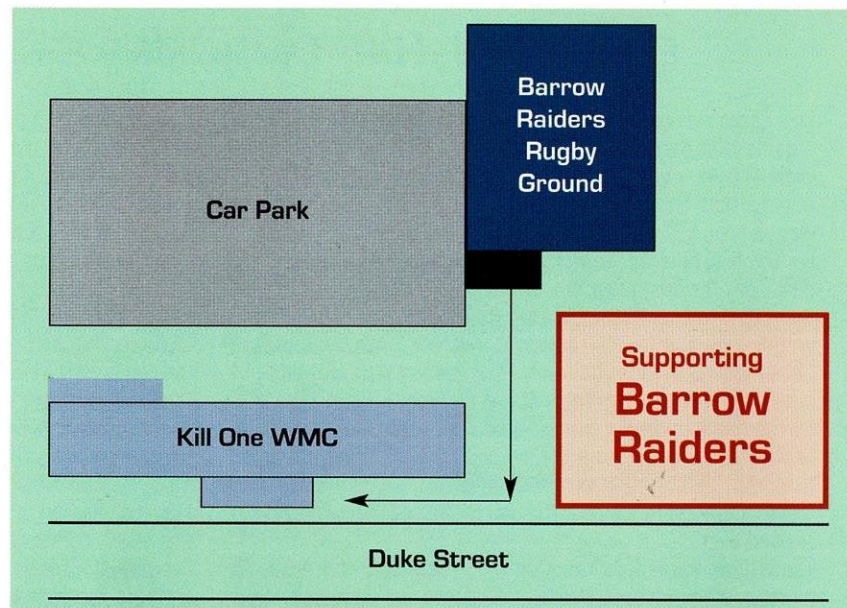 Barrow
Raiders
Rugby
Ground
Car Park
Supporting
Barrow
Raiders
Kill One WMC
Duke Street